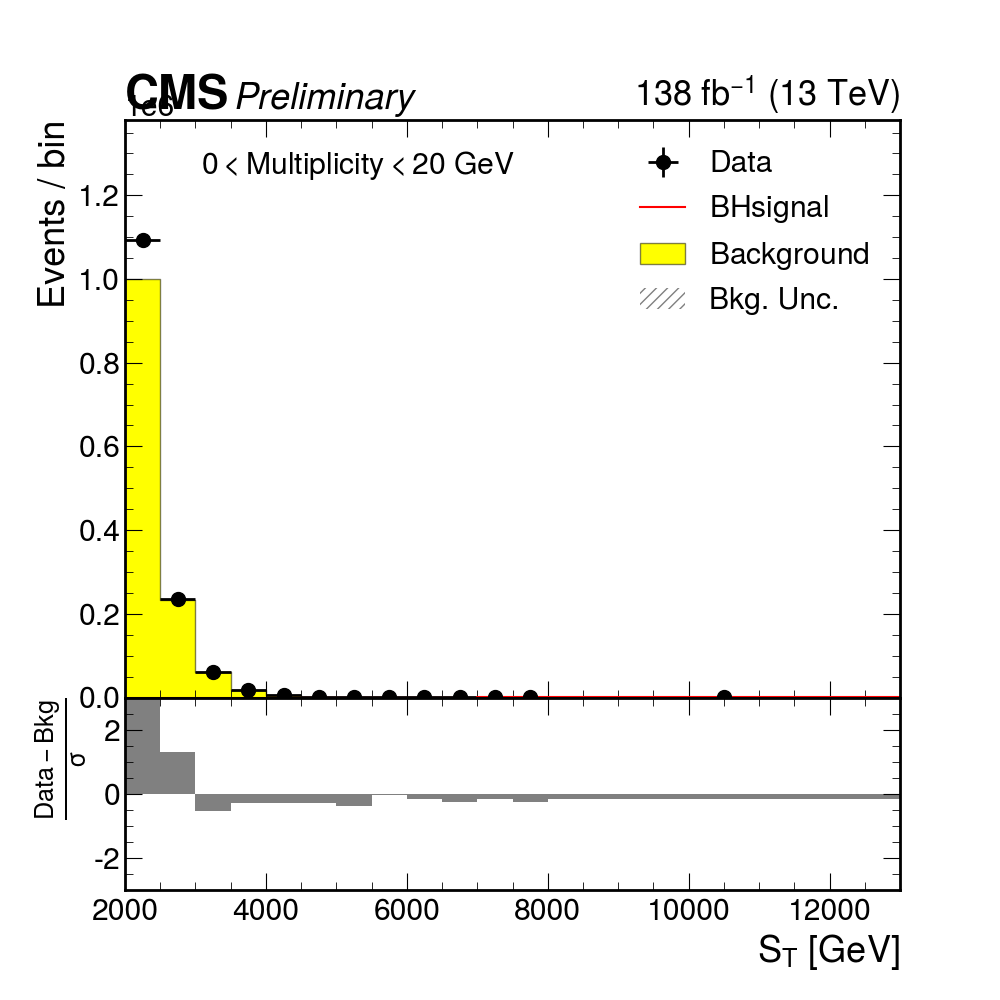 CMS Preliminary
138 fb⁻¹ (13 TeV)
1e6
Events / bin
0 < Multiplicity < 20 GeV
Data
BHsignal
Background
Bkg. Unc.
1.2
1.0
0.8
0.6
0.4
0.2
0.0
Data – Bkg
σ
2
0
-2
2000 4000 6000 8000 10000 12000
S_T [GeV]